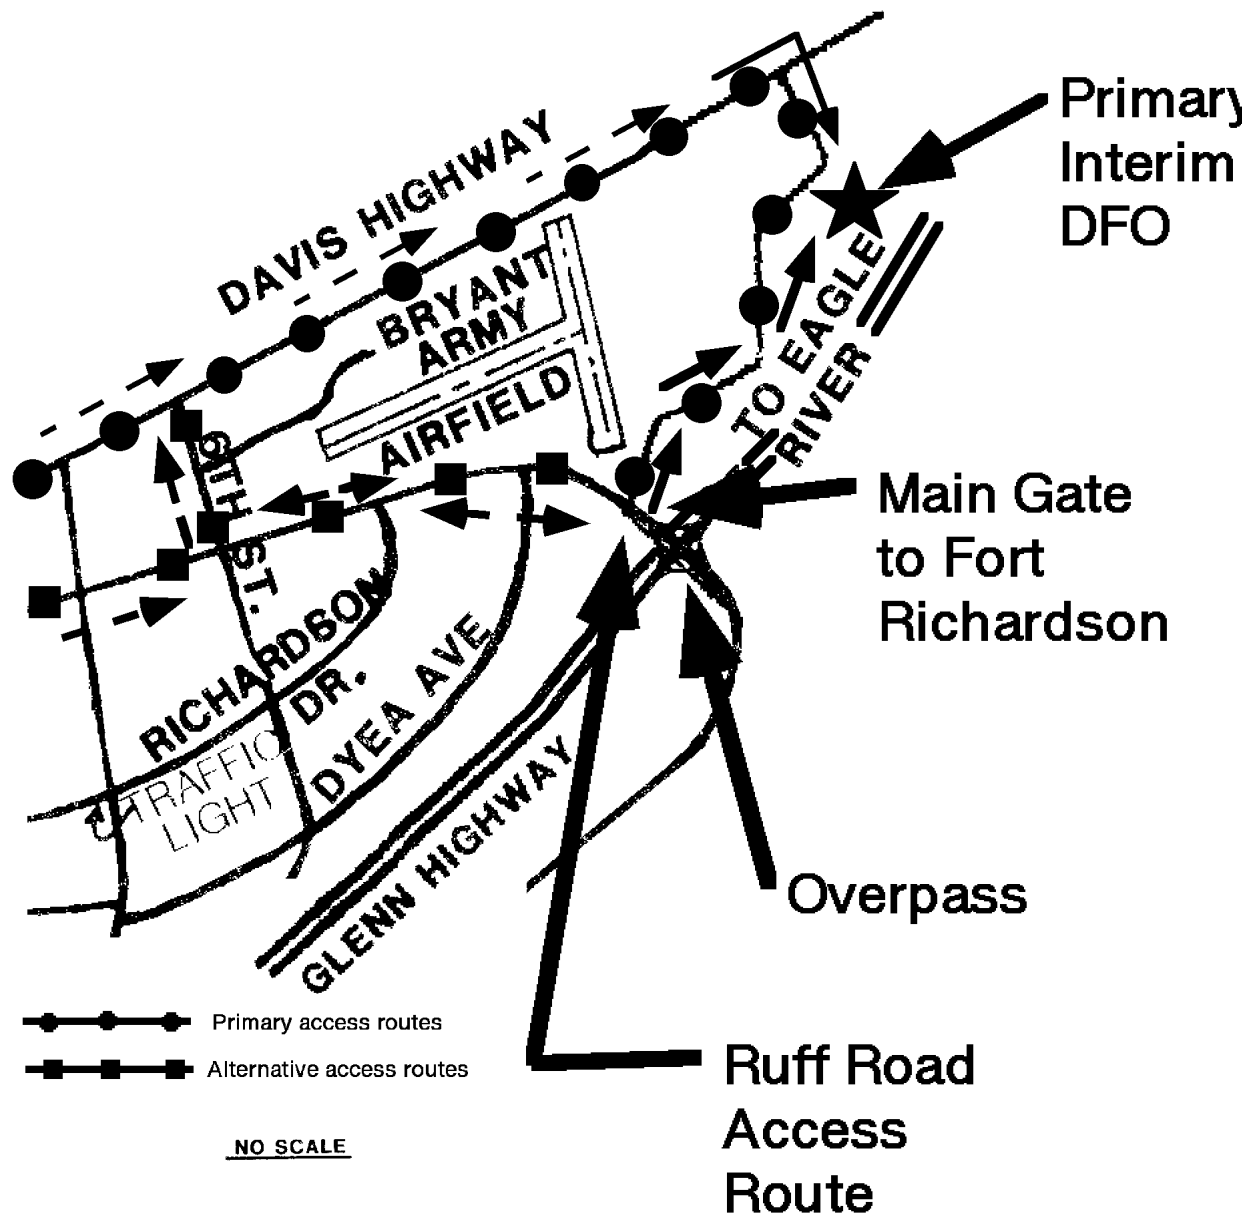 Primary
Interim
DFO
DAVIS HIGHWAY
BRYANT
ARMY
AIRFIELD
TO EAGLE
RIVER
6TH ST.
Main Gate
to Fort
Richardson
RICHARDSON
DR.
DYEA AVE
TRAFFIC
LIGHT
GLENN HIGHWAY
Overpass
Primary access routes
Alternative access routes
Ruff Road
Access
Route
NO SCALE